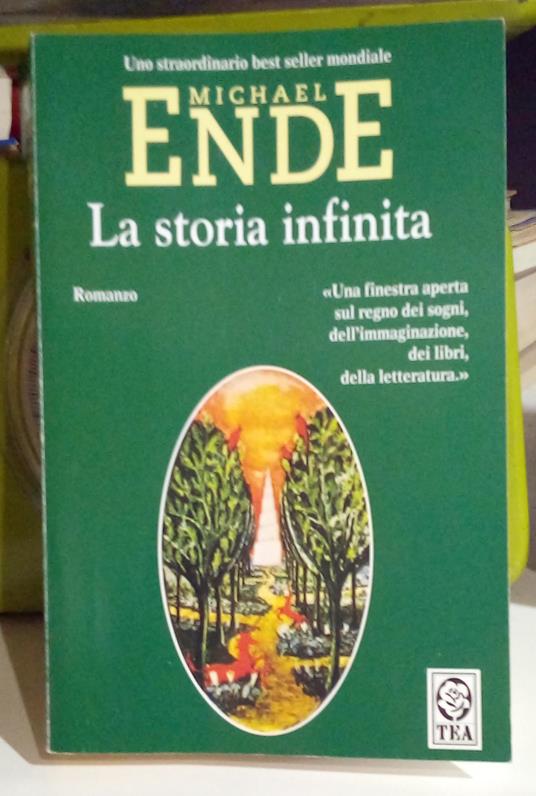 Uno straordinario best seller mondiale
MICHAEL
ENDE
La storia infinita
Romanzo
«Una finestra aperta
sul regno dei sogni,
dell'immaginazione,
dei libri,
della letteratura.»
TEA